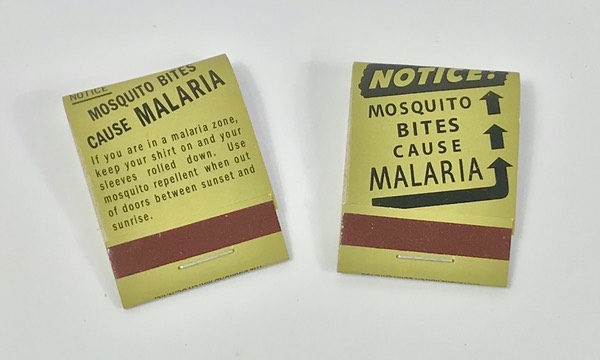 NOTICE
MOSQUITO BITES
CAUSE MALARIA
If you are in a malaria zone,
keep your shirt on and your
sleeves rolled down. Use
mosquito repellent when out
of doors between sunset and
sunrise.
NOTICE!
MOSQUITO
BITES
CAUSE
MALARIA